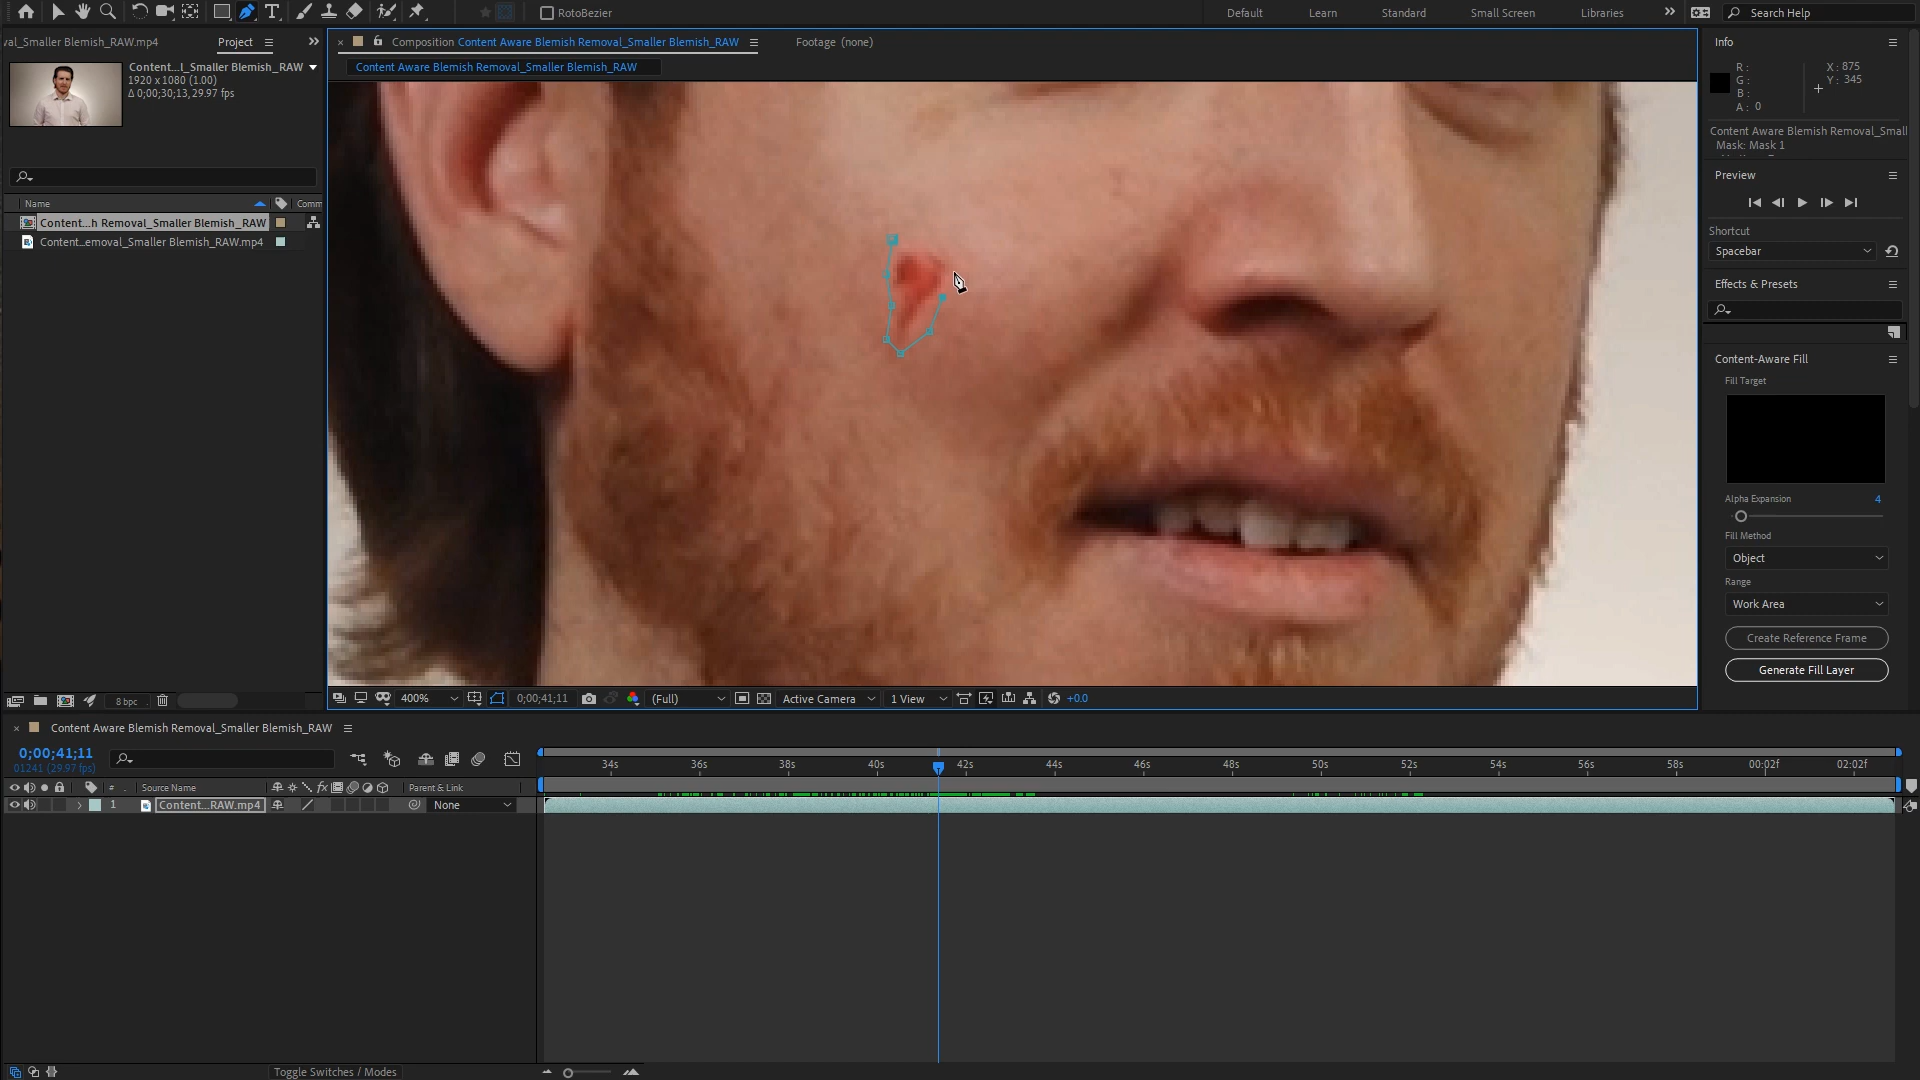 RotoBezier
Default
Learn
Standard
Small Screen
Libraries
Search Help
val_Smaller Blemish_RAW.mp4
Project
Content...l_Smaller Blemish_RAW
1920 x 1080 (1.00)
Δ 0;00;30;13, 29.97 fps
Name
Comm
Content...h Removal_Smaller Blemish_RAW
Content...emoval_Smaller Blemish_RAW.mp4
8 bpc
Composition Content Aware Blemish Removal_Smaller Blemish_RAW
Footage (none)
Content Aware Blemish Removal_Smaller Blemish_RAW
400%
0;00;41;11
(Full)
Active Camera
1 View
+0.0
Info
R :
G :
B :
A : 0
X : 875
Y : 345
Content Aware Blemish Removal_Small
Mask: Mask 1
Preview
Shortcut
Spacebar
Effects & Presets
Content-Aware Fill
Fill Target
Alpha Expansion
4
Fill Method
Object
Range
Work Area
Create Reference Frame
Generate Fill Layer
Content Aware Blemish Removal_Smaller Blemish_RAW
0;00;41;11
01241 (29.97 fps)
34s
36s
38s
40s
42s
44s
46s
48s
50s
52s
54s
56s
58s
00:02f
02:02f
#
Source Name
Parent & Link
1
Content...RAW.mp4
None
Toggle Switches / Modes